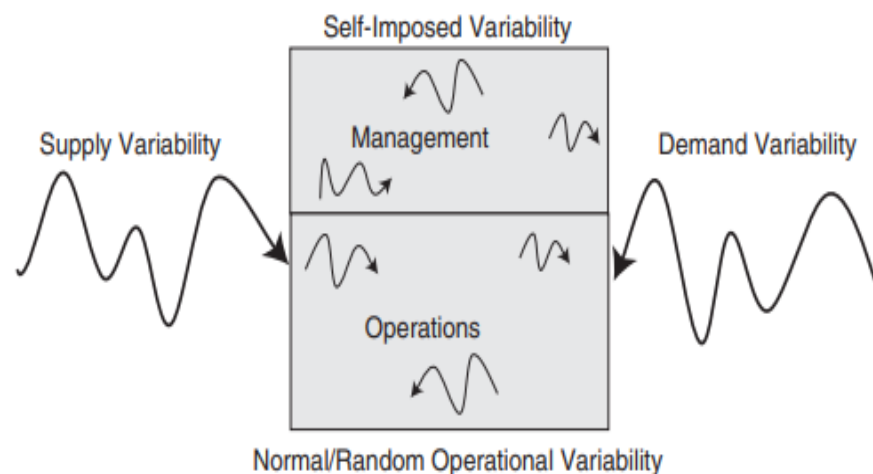 Self-Imposed Variability
Supply Variability
Management
Demand Variability
Operations
Normal/Random Operational Variability